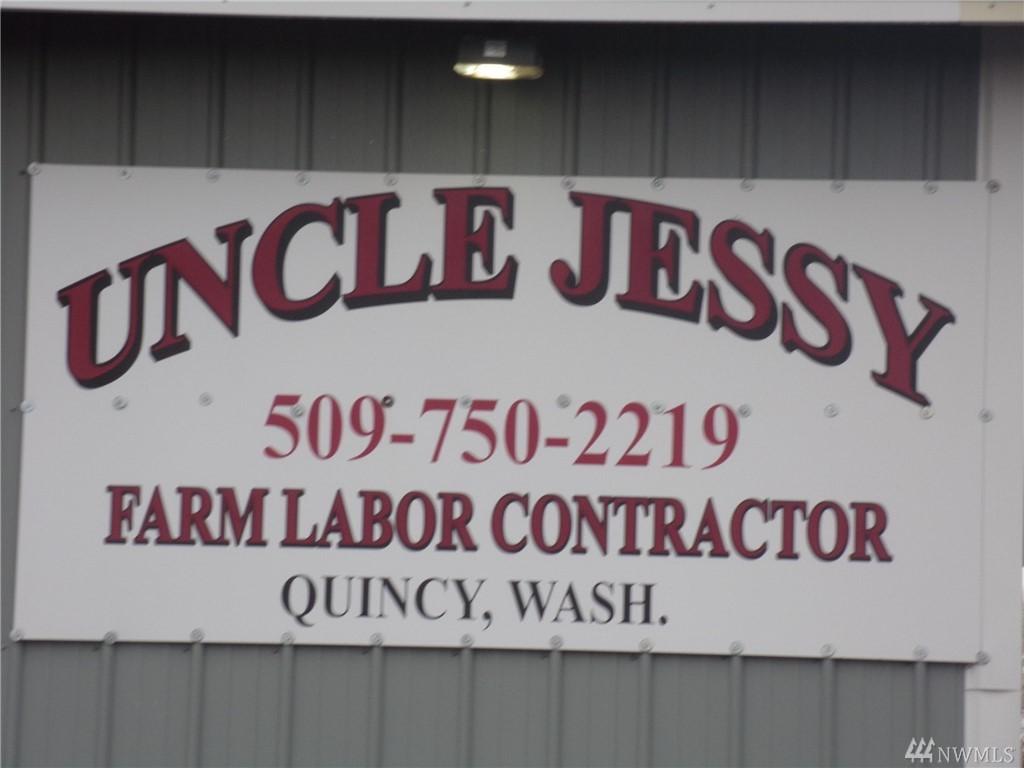 UNCLE JESSY
509-750-2219
FARM LABOR CONTRACTOR
QUINCY, WASH.
NWMLS